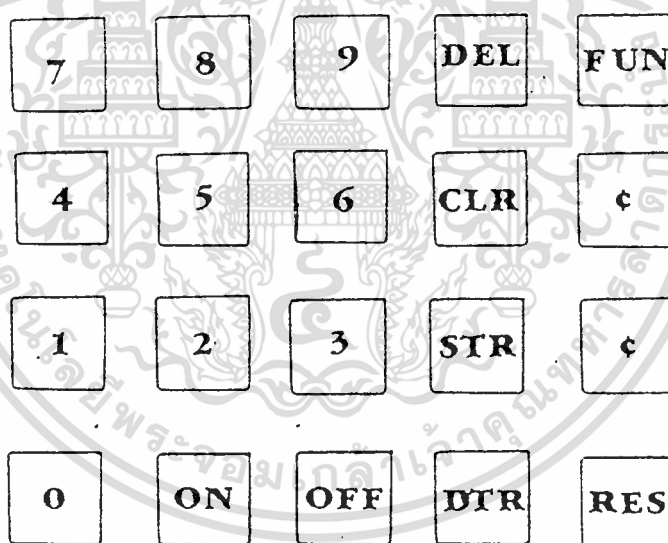 7 8 9 DEL FUN
4 5 6 CLR ¢
1 2 3 STR ¢
0 ON OFF DTR RES